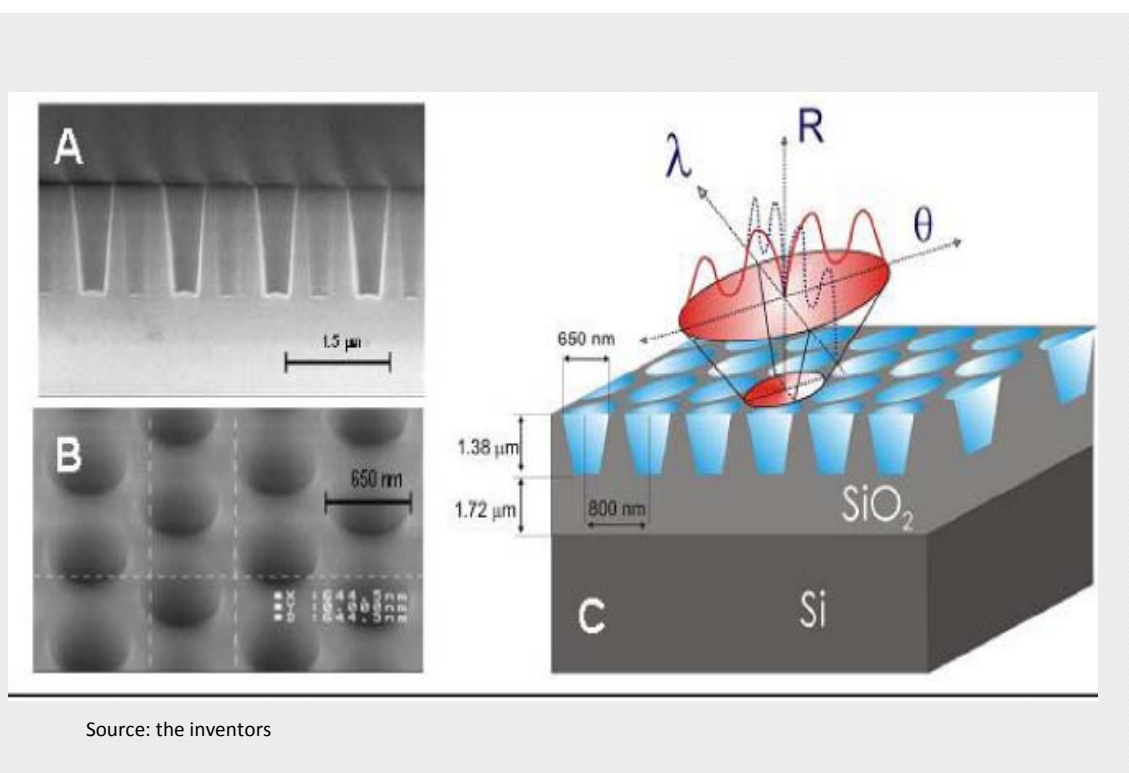 A
1.5 µm
B
650 nm
R
λ
θ
650 nm
1.38 µm
1.72 µm
800 nm
SiO₂
Si
C
Source: the inventors